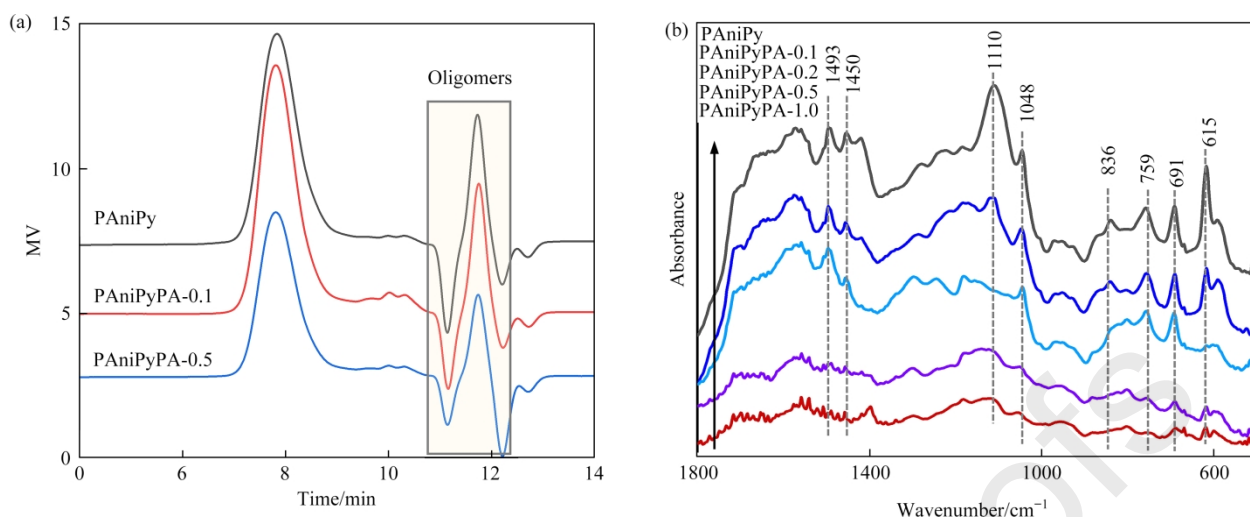 (a)
15
10
5
0
MV
Oligomers
PAniPy
PAniPyPA-0.1
PAniPyPA-0.5
0
6
8
10
12
14
Time/min
(b)
PAniPy
PAniPyPA-0.1
PAniPyPA-0.2
PAniPyPA-0.5
PAniPyPA-1.0
1493
1450
1110
1048
836
759
691
615
Absorbance
1800
1400
1000
600
Wavenumber/cm⁻¹
ofs